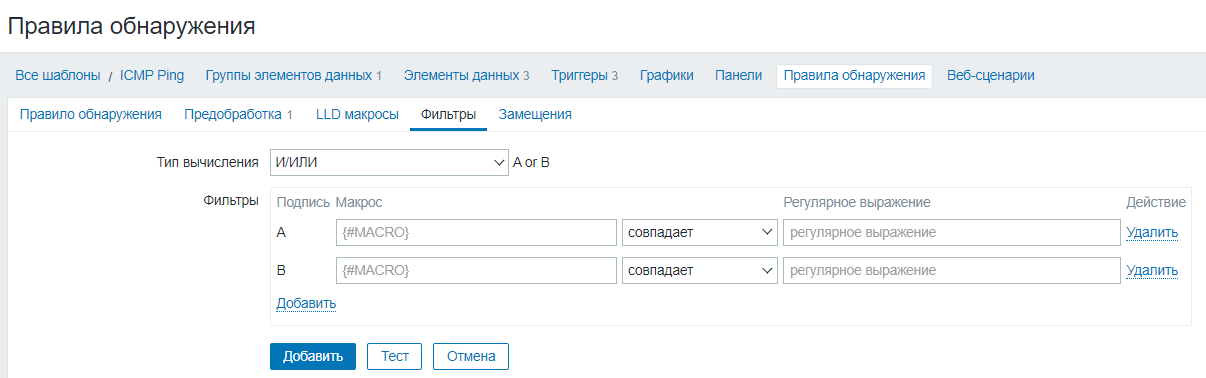 Правила обнаружения
Все шаблоны / ICMP Ping Группы элементов данных 1 Элементы данных 3 Триггеры 3 Графики Панели Правила обнаружения Веб-сценарии
Правило обнаружения Предобработка 1 LLD макросы Фильтры Замещения
Тип вычисления И/ИЛИ A or B
Фильтры Подпись Макрос Регулярное выражение Действие
A {#MACRO} совпадает регулярное выражение Удалить
B {#MACRO} совпадает регулярное выражение Удалить
Добавить
Добавить Тест Отмена